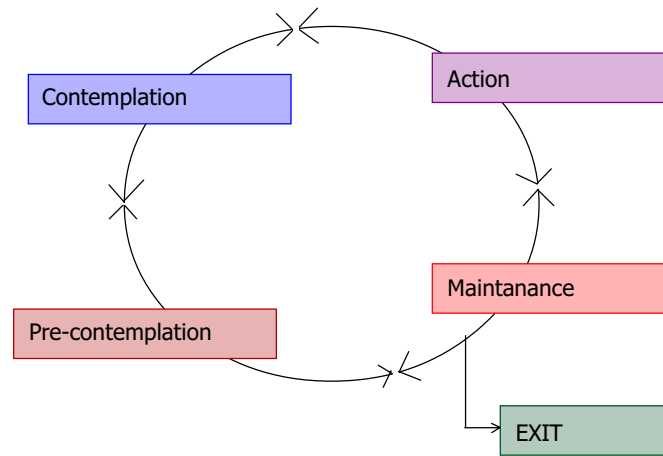 Contemplation
Action
Pre-contemplation
Maintanance
EXIT